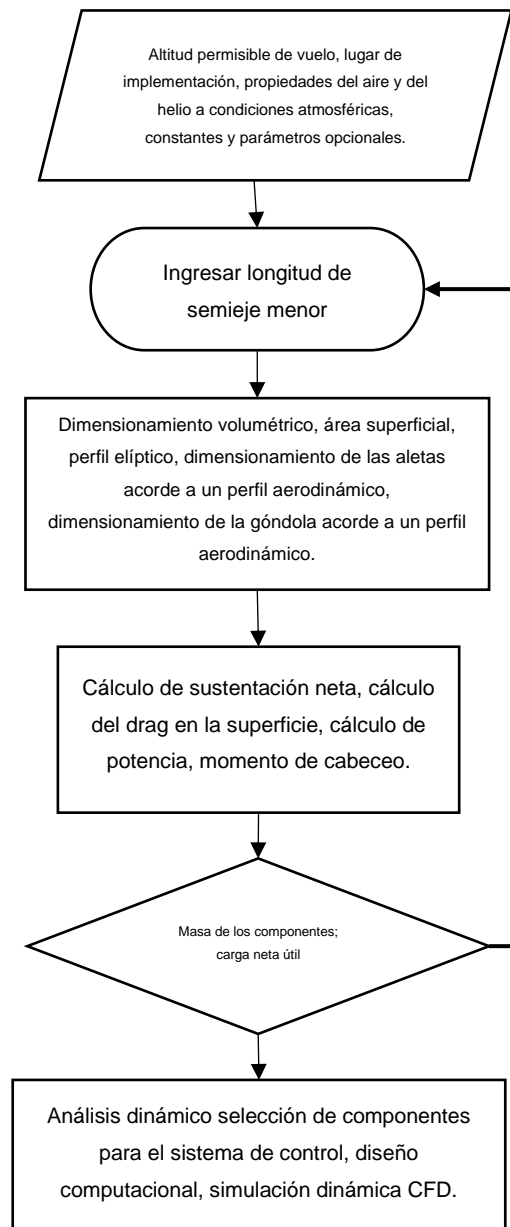 Altitud permisible de vuelo, lugar de
implementación, propiedades del aire y del
helio a condiciones atmosféricas,
constantes y parámetros opcionales.
Ingresar longitud de
semieje menor
Dimensionamiento volumétrico, área superficial,
perfil elíptico, dimensionamiento de las aletas
acorde a un perfil aerodinámico,
dimensionamiento de la góndola acorde a un perfil
aerodinámico.
Cálculo de sustentación neta, cálculo
del drag en la superficie, cálculo de
potencia, momento de cabeceo.
Masa de los componentes;
carga neta útil
Análisis dinámico selección de componentes
para el sistema de control, diseño
computacional, simulación dinámica CFD.